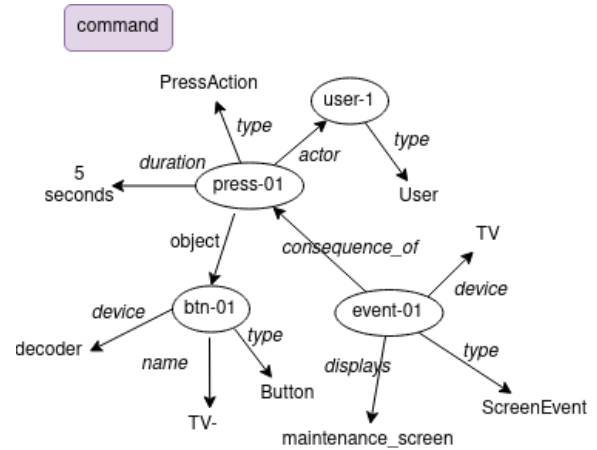 command
PressAction
user-1
type
type
actor
duration
5
seconds
press-01
User
object
consequence_of
TV
device
device
btn-01
event-01
type
decoder
name
displays
type
Button
TV-
ScreenEvent
maintenance_screen